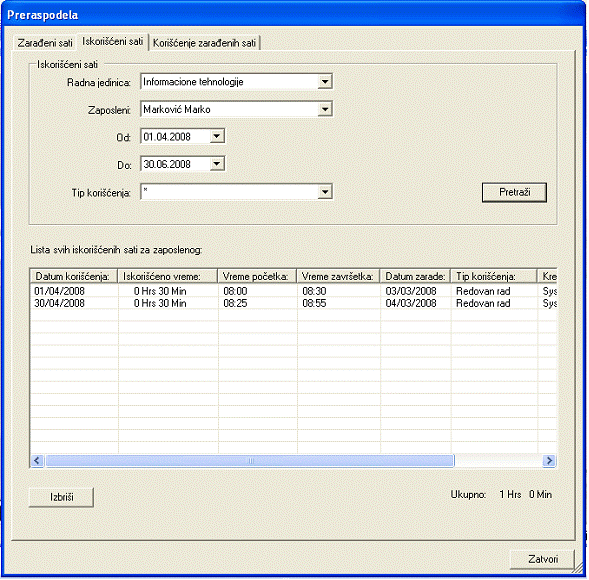 Preraspodela
Zarađeni sati Iskorišćeni sati Korišćenje zarađenih sati
Iskorišćeni sati
Radna jedinica: Informacione tehnologije
Zaposleni: Marković Marko
Od: 01.04.2008
Do: 30.06.2008
Tip korišćenja: * Pretraži
Lista svih iskorišćenih sati za zaposlenog:
Datum korišćenja: Iskorišćeno vreme: Vreme početka: Vreme završetka: Datum zarade: Tip korišćenja: Kre
01/04/2008 0 Hrs 30 Min 08:00 08:30 03/03/2008 Redovan rad Sys
30/04/2008 0 Hrs 30 Min 08:25 08:55 04/03/2008 Redovan rad Sys
Izbriši Ukupno: 1 Hrs 0 Min
Zatvori